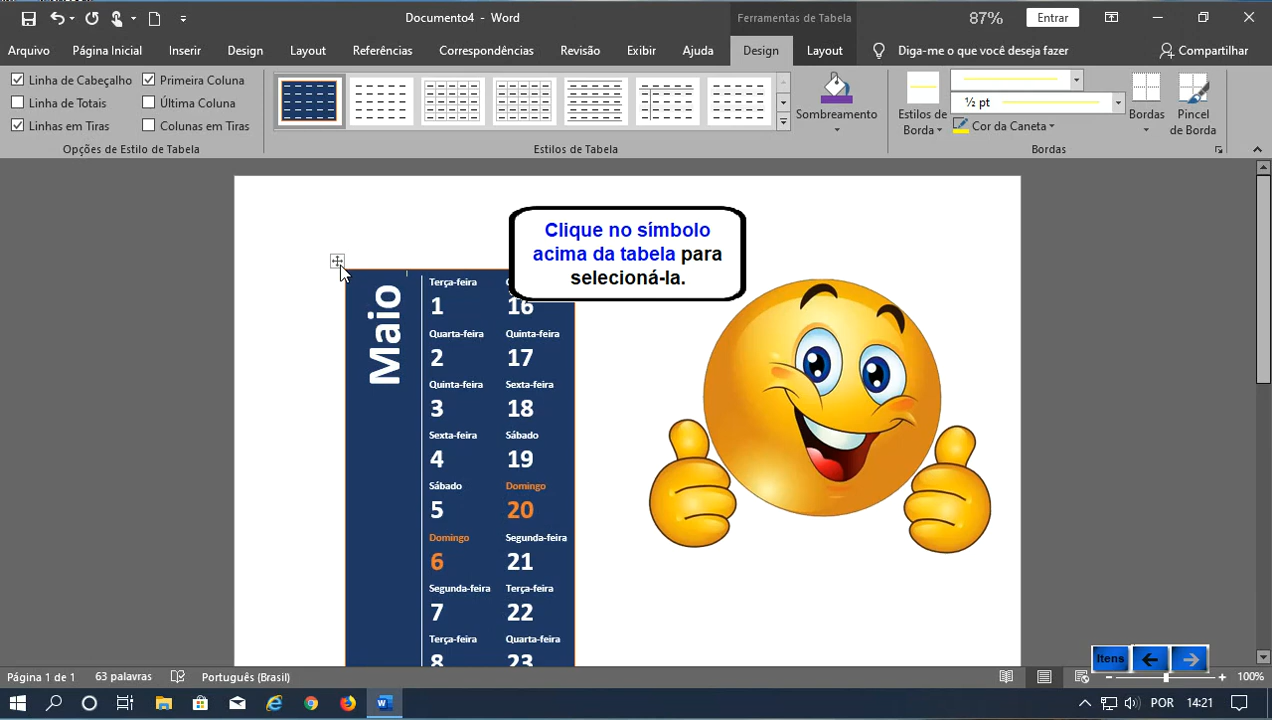 Documento4 - Word
Ferramentas de Tabela
87%
Entrar
Arquivo
Página Inicial
Inserir
Design
Layout
Referências
Correspondências
Revisão
Exibir
Ajuda
Design
Layout
Diga-me o que você deseja fazer
Compartilhar
Linha de Cabeçalho
Primeira Coluna
Linha de Totais
Última Coluna
Linhas em Tiras
Colunas em Tiras
Opções de Estilo de Tabela
Estilos de Tabela
Sombreamento
Estilos de
Borda
½ pt
Cor da Caneta
Bordas
Pincel
de Borda
Bordas
Clique no símbolo
acima da tabela para
selecioná-la.
Maio
Terça-feira
1
16
Quarta-feira
Quinta-feira
2
17
Quinta-feira
Sexta-feira
3
18
Sexta-feira
Sábado
4
19
Sábado
Domingo
5
20
Domingo
Segunda-feira
6
21
Segunda-feira
Terça-feira
7
22
Terça-feira
Quarta-feira
8
23
Itens
Página 1 de 1
63 palavras
Português (Brasil)
100%
POR
14:21